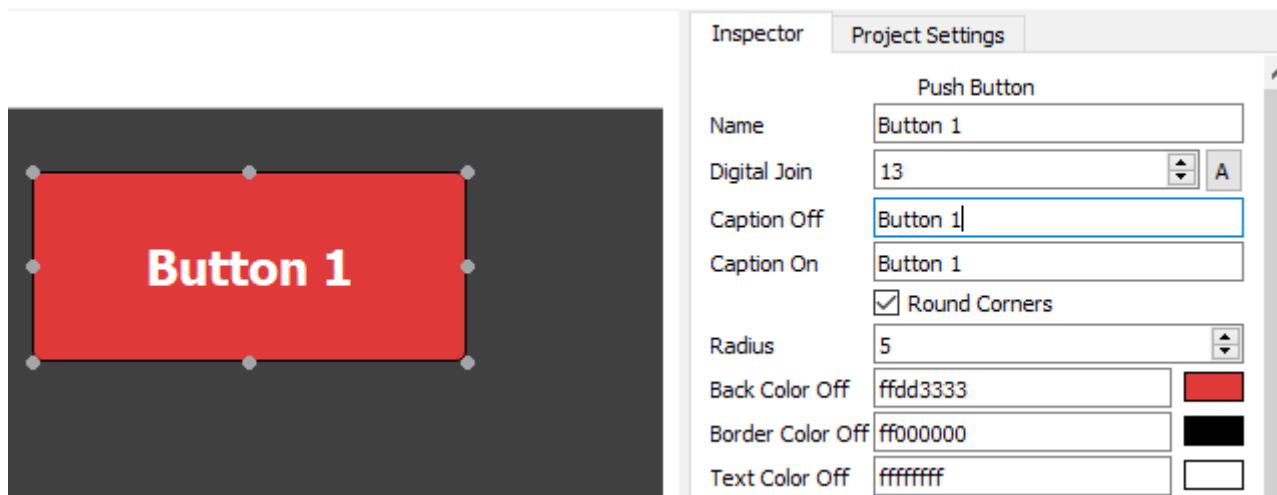 Inspector Project Settings
Push Button
Name Button 1
Digital Join 13 A
Caption Off Button 1
Caption On Button 1
Round Corners
Radius 5
Back Color Off ffdd3333
Border Color Off ff000000
Text Color Off ffffffff
Button 1